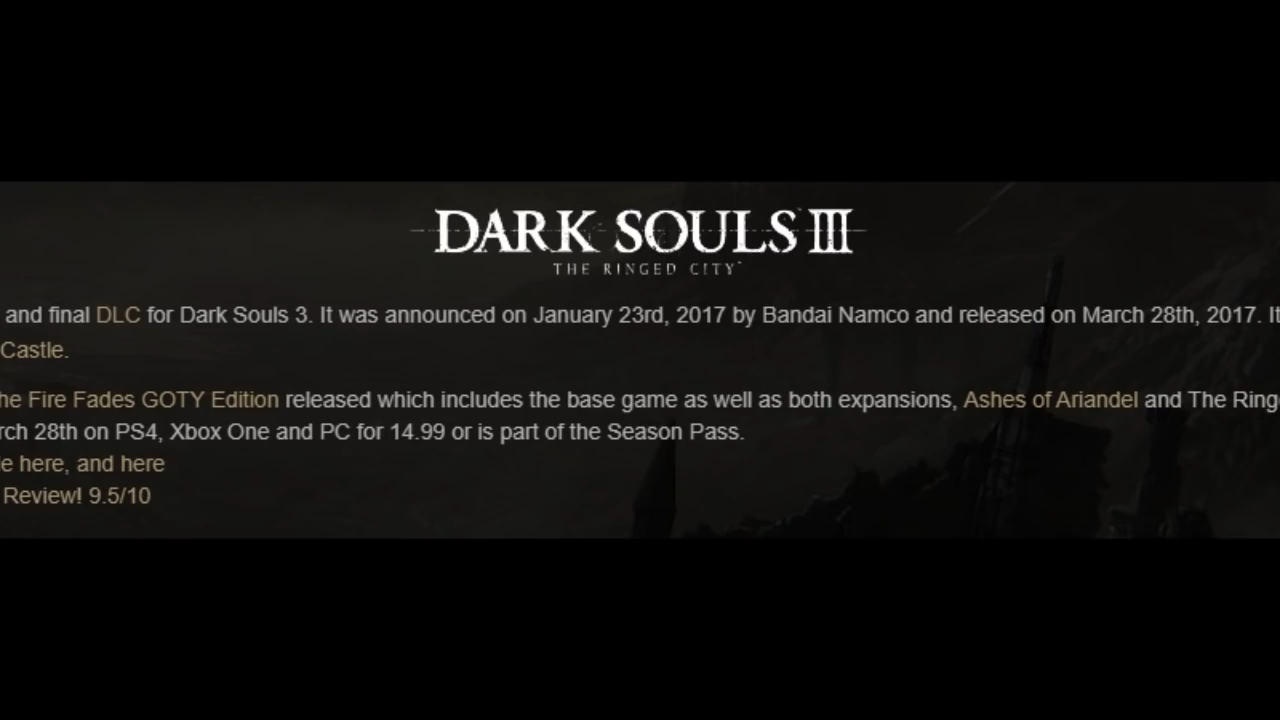 DARK SOULS III
THE RINGED CITY™
and final DLC for Dark Souls 3. It was announced on January 23rd, 2017 by Bandai Namco and released on March 28th, 2017. It
Castle.
he Fire Fades GOTY Edition released which includes the base game as well as both expansions, Ashes of Ariandel and The Ringe
rch 28th on PS4, Xbox One and PC for 14.99 or is part of the Season Pass.
e here, and here
Review! 9.5/10